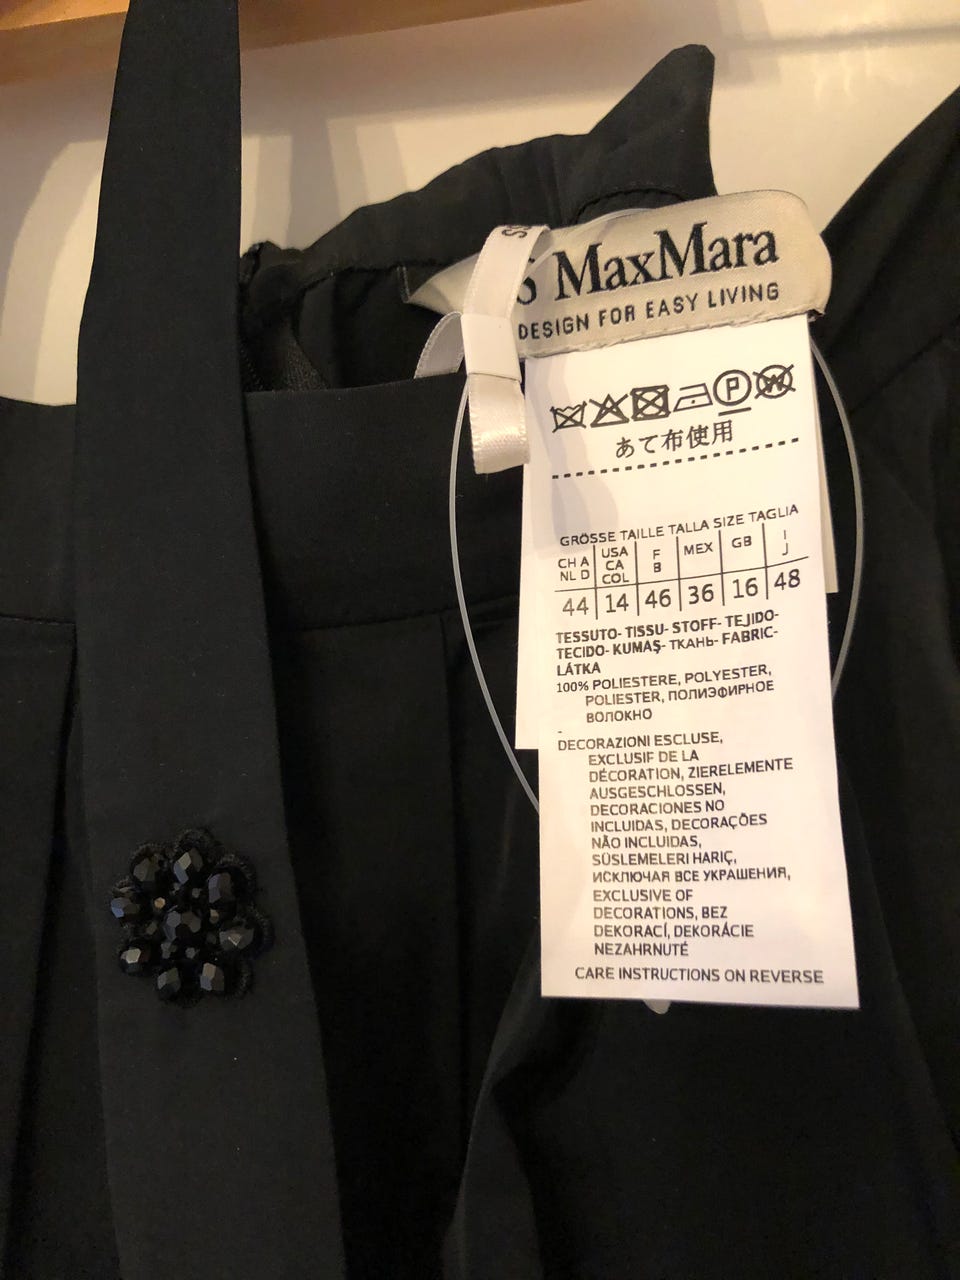 S MaxMara
DESIGN FOR EASY LIVING
P W
あて布使用
GRÖSSE TAILLE TALLA SIZE TAGLIA
CH A NL D USA CA COL F B MEX GB I J
44 14 46 36 16 48
TESSUTO- TISSU- STOFF- TEJIDO-
TECIDO- KUMAŞ- ТКАНЬ- FABRIC-
LÁTKA
100% POLIESTERE, POLYESTER,
POLIESTER, ПОЛИЭФИРНОЕ
ВОЛОКНО
-
DECORAZIONI ESCLUSE,
EXCLUSIF DE LA
DÉCORATION, ZIERELEMENTE
AUSGESCHLOSSEN,
DECORACIONES NO
INCLUIDAS, DECORAÇÕES
NÃO INCLUIDAS,
SÜSLEMELERI HARIÇ,
ИСКЛЮЧАЯ ВСЕ УКРАШЕНИЯ,
EXCLUSIVE OF
DECORATIONS, BEZ
DEKORACÍ, DEKORÁCIE
NEZAHRNUTÉ
CARE INSTRUCTIONS ON REVERSE